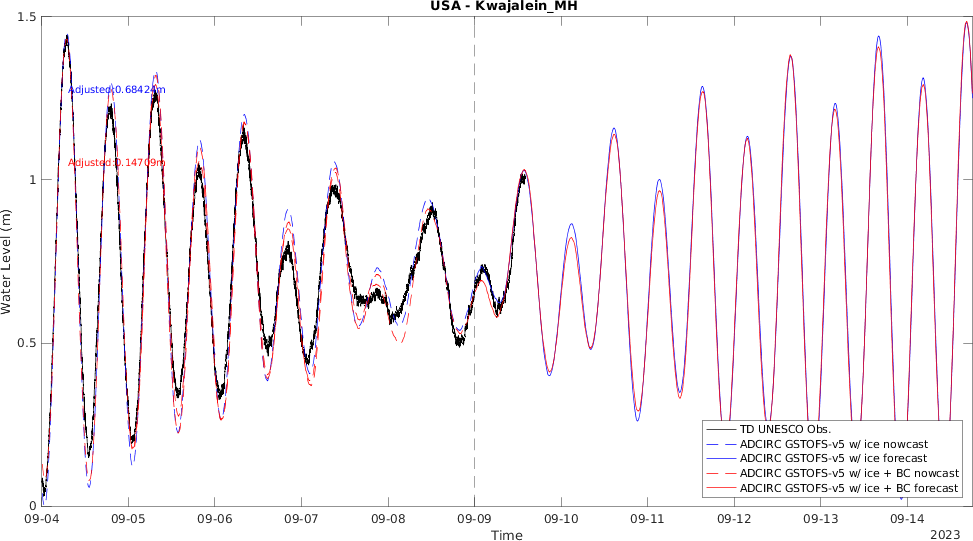 USA - Kwajalein_MH
1.5
Adjusted:0.68424m
Adjusted:0.14709m
1
0.5
0
Water Level (m)
TD UNESCO Obs.
ADCIRC GSTOFS-v5 w/ ice nowcast
ADCIRC GSTOFS-v5 w/ ice forecast
ADCIRC GSTOFS-v5 w/ ice + BC nowcast
ADCIRC GSTOFS-v5 w/ ice + BC forecast
09-04 09-05 09-06 09-07 09-08 09-09 09-10 09-11 09-12 09-13 09-14
Time
2023